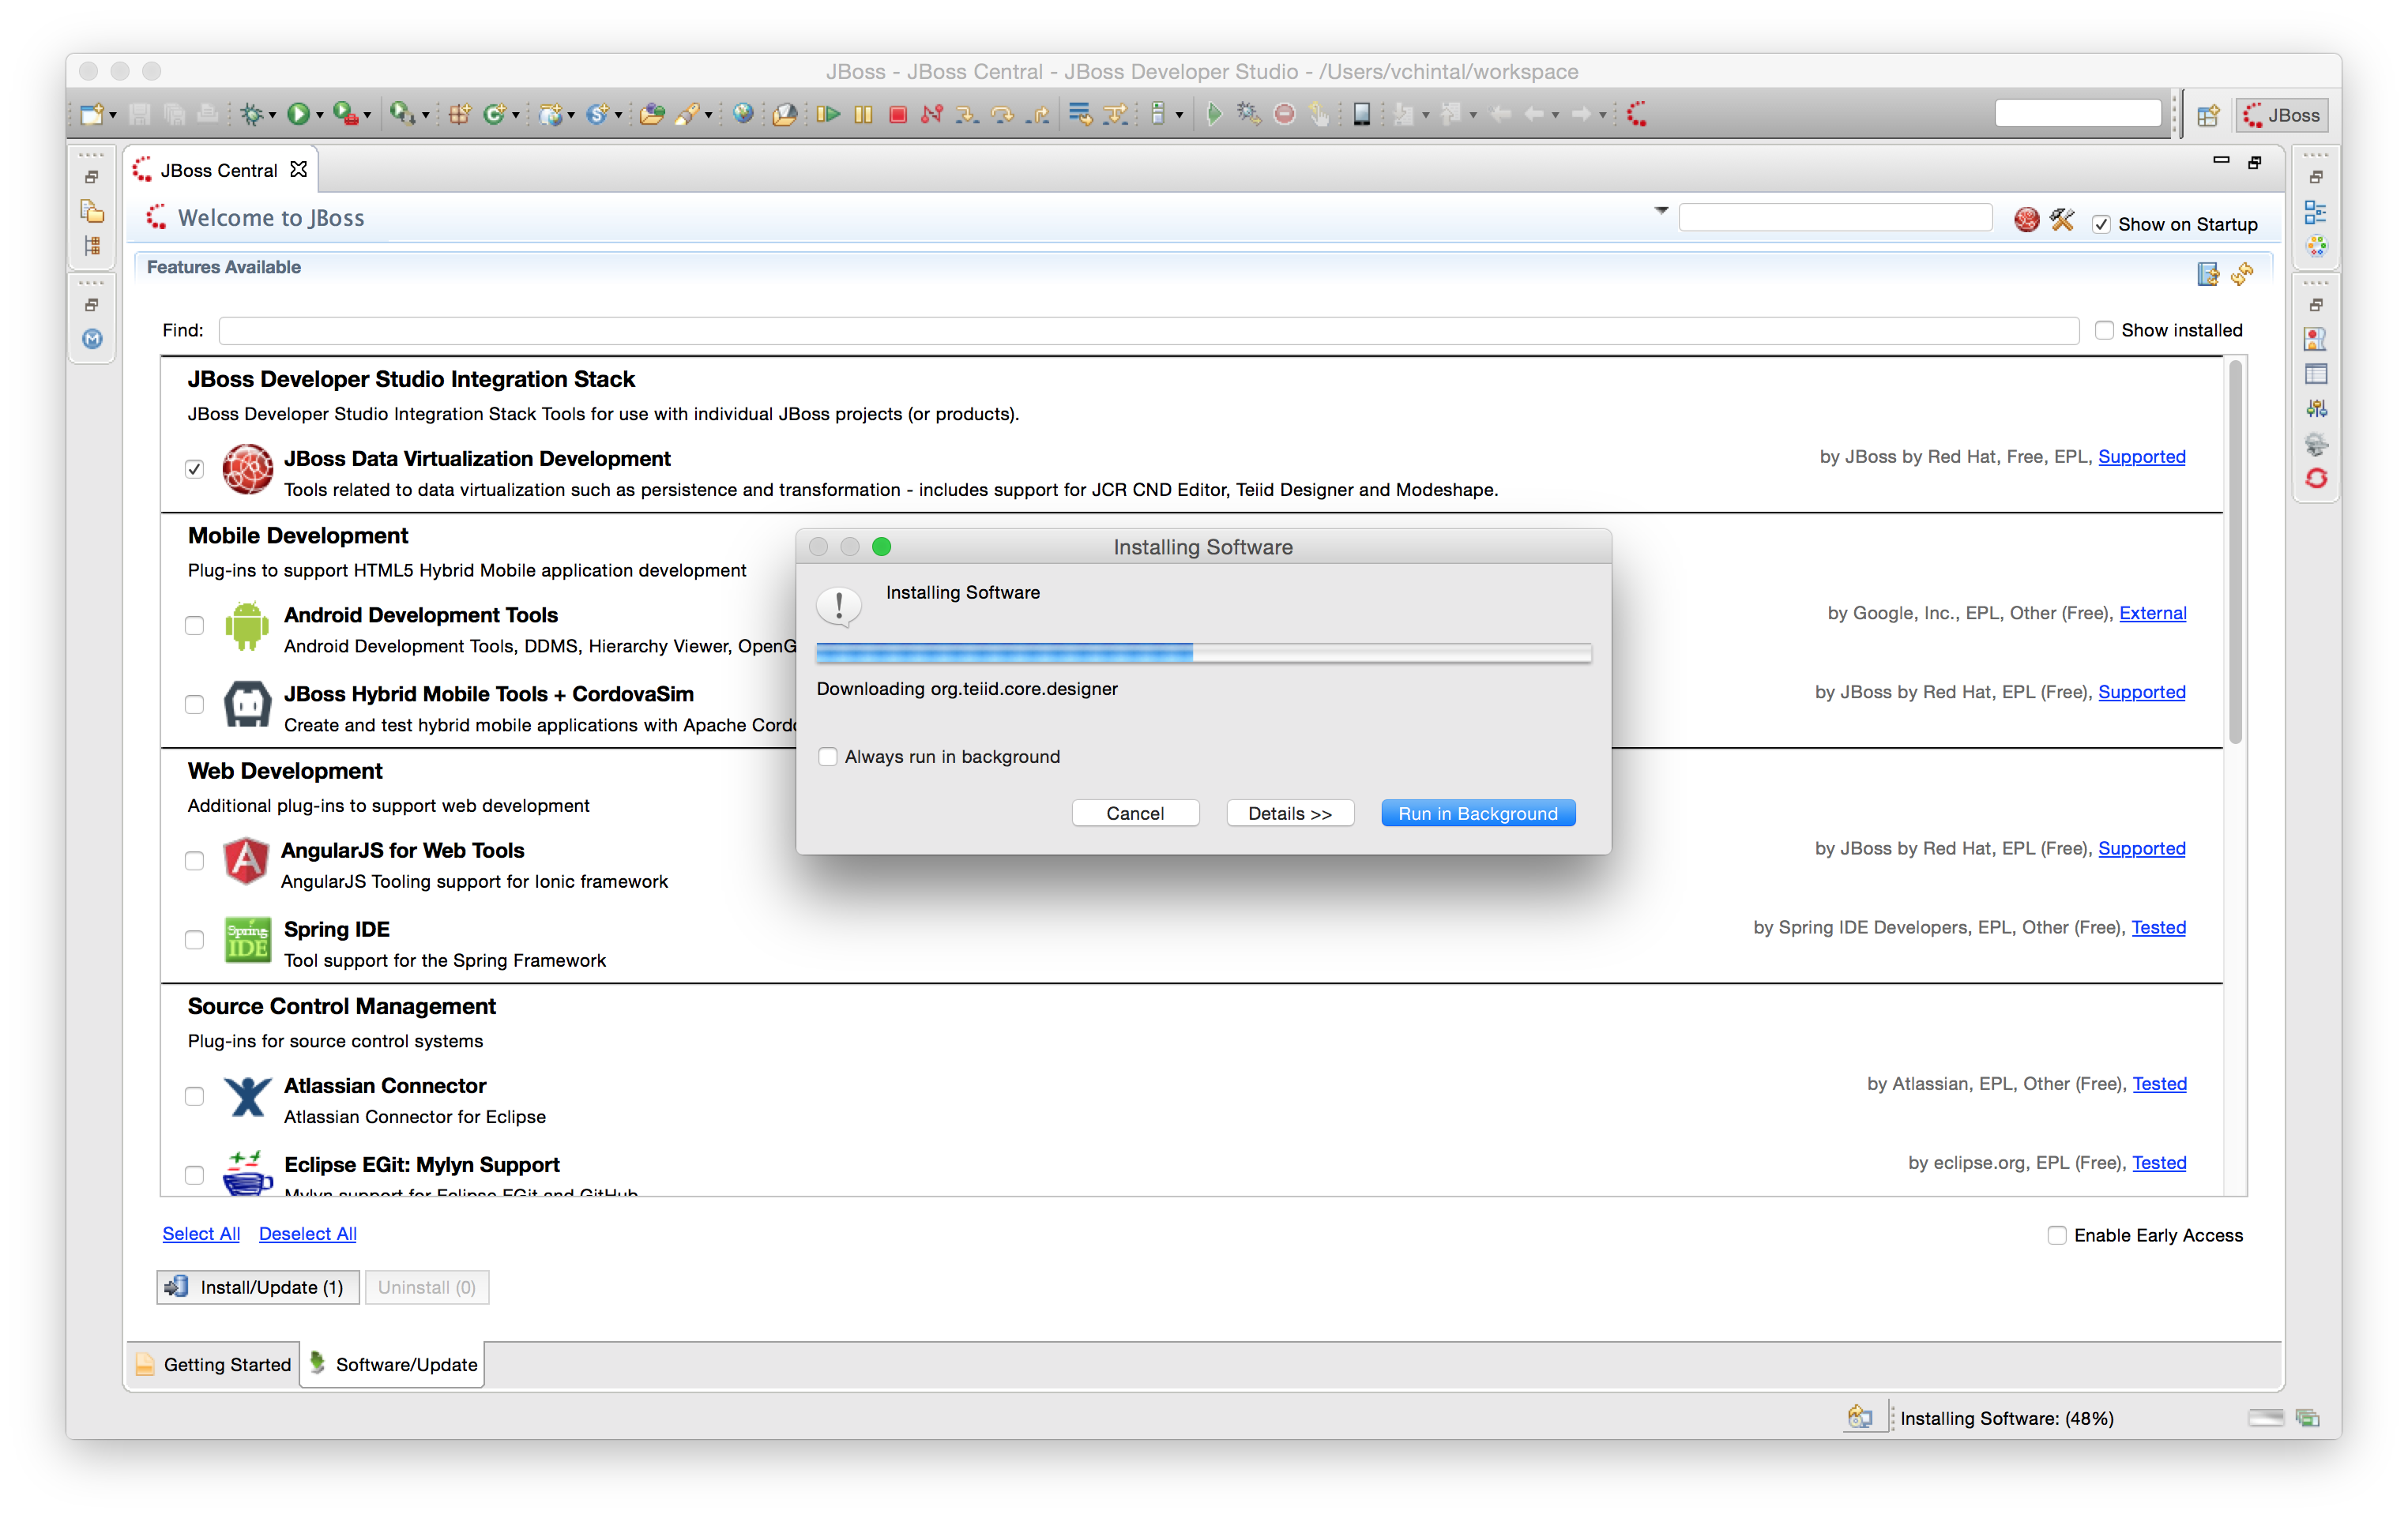 JBoss - JBoss Central - JBoss Developer Studio - /Users/vchintal/workspace
JBoss
JBoss Central
Welcome to JBoss
Show on Startup
Features Available
Find:
Show installed
JBoss Developer Studio Integration Stack
JBoss Developer Studio Integration Stack Tools for use with individual JBoss projects (or products).
JBoss Data Virtualization Development
by JBoss by Red Hat, Free, EPL, Supported
Tools related to data virtualization such as persistence and transformation - includes support for JCR CND Editor, Teiid Designer and Modeshape.
Mobile Development
Plug-ins to support HTML5 Hybrid Mobile application development
Android Development Tools
by Google, Inc., EPL, Other (Free), External
Android Development Tools, DDMS, Hierarchy Viewer, OpenG
JBoss Hybrid Mobile Tools + CordovaSim
by JBoss by Red Hat, EPL (Free), Supported
Create and test hybrid mobile applications with Apache Cord
Installing Software
Installing Software
Downloading org.teiid.core.designer
Always run in background
Cancel
Details >>
Run in Background
Web Development
Additional plug-ins to support web development
AngularJS for Web Tools
by JBoss by Red Hat, EPL (Free), Supported
AngularJS Tooling support for Ionic framework
Spring IDE
Spring IDE
by Spring IDE Developers, EPL, Other (Free), Tested
Tool support for the Spring Framework
Source Control Management
Plug-ins for source control systems
Atlassian Connector
by Atlassian, EPL, Other (Free), Tested
Atlassian Connector for Eclipse
Eclipse EGit: Mylyn Support
by eclipse.org, EPL (Free), Tested
Mylyn support for Eclipse EGit and GitHub
Select All
Deselect All
Enable Early Access
Install/Update (1)
Uninstall (0)
Getting Started
Software/Update
Installing Software: (48%)